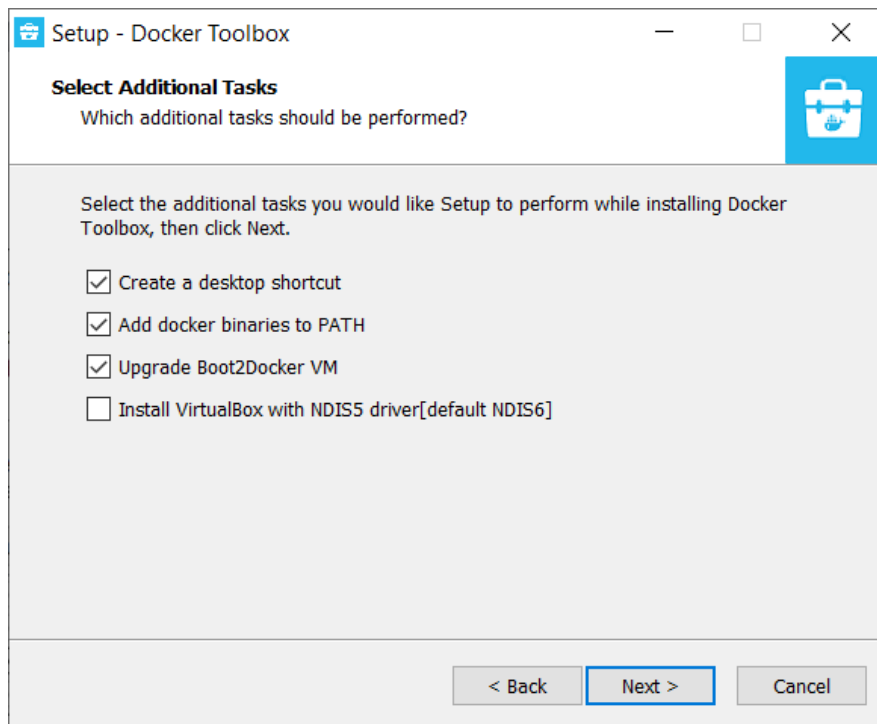 Setup - Docker Toolbox
Select Additional Tasks
Which additional tasks should be performed?
Select the additional tasks you would like Setup to perform while installing Docker
Toolbox, then click Next.
Create a desktop shortcut
Add docker binaries to PATH
Upgrade Boot2Docker VM
Install VirtualBox with NDIS5 driver[default NDIS6]
< Back
Next >
Cancel